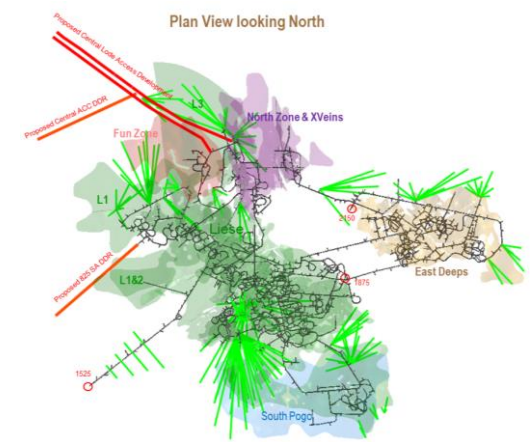 Plan View looking North
Proposed Central Lode Access Development
Proposed Central ACC DDR
L3
North Zone & XVeins
Fun Zone
L1
Liese
2150
East Deeps
Proposed 825 SA DDR
L1&2
1875
1525
South Pogo